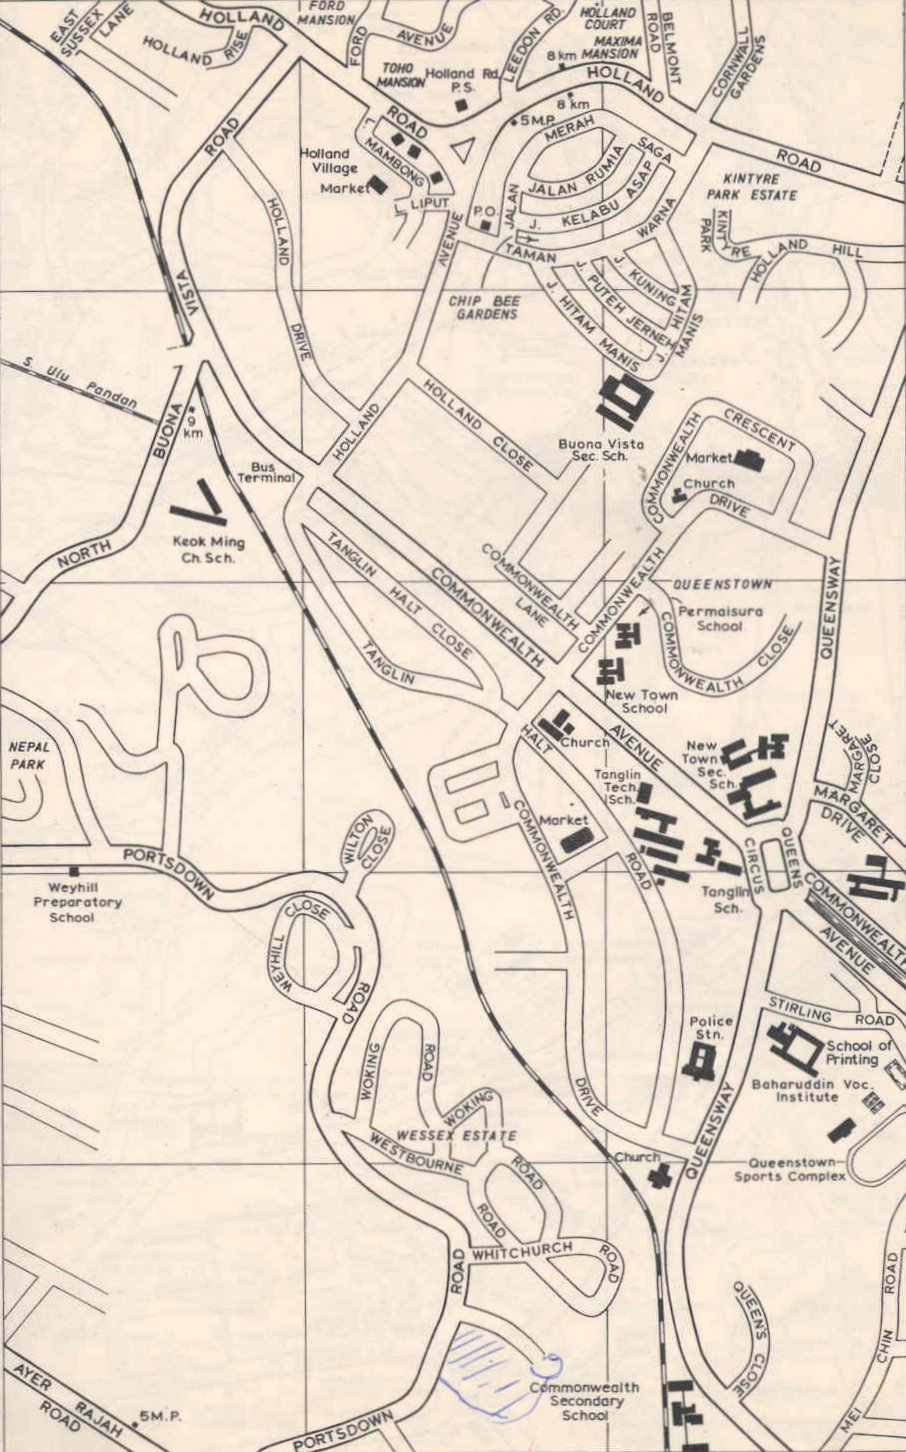 EAST
SUSSEX
LANE
HOLLAND
RISE
HOLLAND
FORD
MANSION
FORD
AVENUE
LEEDON RD.
HOLLAND
COURT
MAXIMA
MANSION
8 km
BELMONT
ROAD
CORNWALL
GARDENS
TOHO
MANSION
Holland Rd.
P.S.
HOLLAND
8 km
5 M.P.
ROAD
ROAD
ROAD
L.
MAMBONG
Holland
Village
Market
L.
LIPUT
P.O.
AVENUE
JALAN
MERAH
SAGA
JALAN RUMIA
J. KELABU ASAP
WARNA
TAMAN
KINTYRE
PARK ESTATE
KINTYRE
PARK
HOLLAND HILL
HOLLAND
DRIVE
VISTA
CHIP BEE
GARDENS
J. KUNING
J. PUTEH JERNEH
J. HITAM MANIS
J. HITAM
MANIS
S. Ulu Pandan
BUONA
9
km
HOLLAND
HOLLAND CLOSE
Buona Vista
Sec. Sch.
COMMONWEALTH
CRESCENT
Market
Church
DRIVE
Bus
Terminal
Keok Ming
Ch. Sch.
NORTH
TANGLIN
HALT
CLOSE
TANGLIN
COMMONWEALTH
COMMONWEALTH
LANE
COMMONWEALTH
QUEENSTOWN
Permaisura
School
COMMONWEALTH CLOSE
QUEENSWAY
New Town
School
NEPAL
PARK
HALT
Church
AVENUE
New
Town
Sec.
Sch.
MARGARET
CLOSE
MARGARET
DRIVE
Tanglin
Tech.
Sch.
Market
COMMONWEALTH
ROAD
WILTON
CLOSE
PORTSDOWN
Weyhill
Preparatory
School
CIRCUS
QUEENS
Tanglin
Sch.
COMMONWEALTH
AVENUE
CLOSE
WEYHILL
ROAD
STIRLING ROAD
Police
Stn.
School of
Printing
Baharuddin Voc.
Institute
WOKING
ROAD
WOKING
DRIVE
QUEENSWAY
WESSEX ESTATE
WESTBOURNE
ROAD
ROAD
Church
Queenstown
Sports Complex
ROAD
WHITCHURCH
ROAD
ROAD
QUEEN'S CLOSE
CHIN
MEI
AYER RAJAH
ROAD
5 M.P.
Commonwealth
Secondary
School
PORTSDOWN